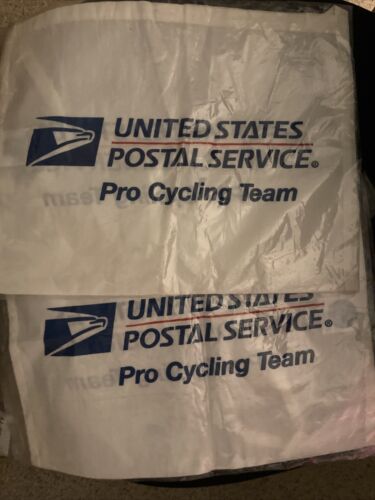 UNITED STATES
POSTAL SERVICE®
Pro Cycling Team
UNITED STATES
POSTAL SERVICE®
Pro Cycling Team